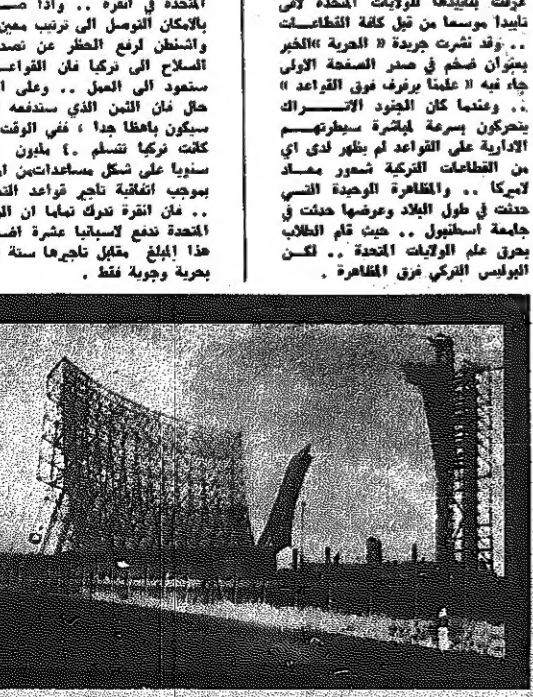 عرفت بتأييدها للولايات المتحدة لاقى
تأييدا موسعا من قبل كافة القطاعات
.. وقد نشرت جريدة « الحرية » الخبر
بعنوان ضخم في صدر الصفحة الاولى
جاء فيه « علمنا يرفرف فوق القواعد »
.. وعندما كان الجنود الاتراك
يتحركون بسرعة لمباشرة سيطرتهم
الادارية على القواعد لم يظهر لدى اي
من القطاعات التركية شعور معاد
لاميركا .. والمظاهرة الوحيدة التي
حدثت في طول البلاد وعرضها حدثت في
جامعة اسطنبول .. حيث قام الطلاب
بحرق علم الولايات المتحدة .. لكن
البوليس التركي فرق المظاهرة .
المتحدة في انقرة .. واذا
بالامكان التوصل الى ترتيب معين
واشنطن لرفع الحظر عن
السلاح الى تركيا فان
ستعود الى العمل .. وعلى
حال فان الثمن الذي ستدفعه
سيكون باهظا جدا ، ففي الوقت
كانت تركيا تتسلم ٤٠ مليون
سنويا على شكل مساعدات من
بموجب اتفاقية تأجير قواعد
.. فان انقرة تدرك تماما ان
المتحدة تدفع لاسبانيا عشرة
هذا المبلغ مقابل تأجيرها ستة
بحرية وجوية فقط .